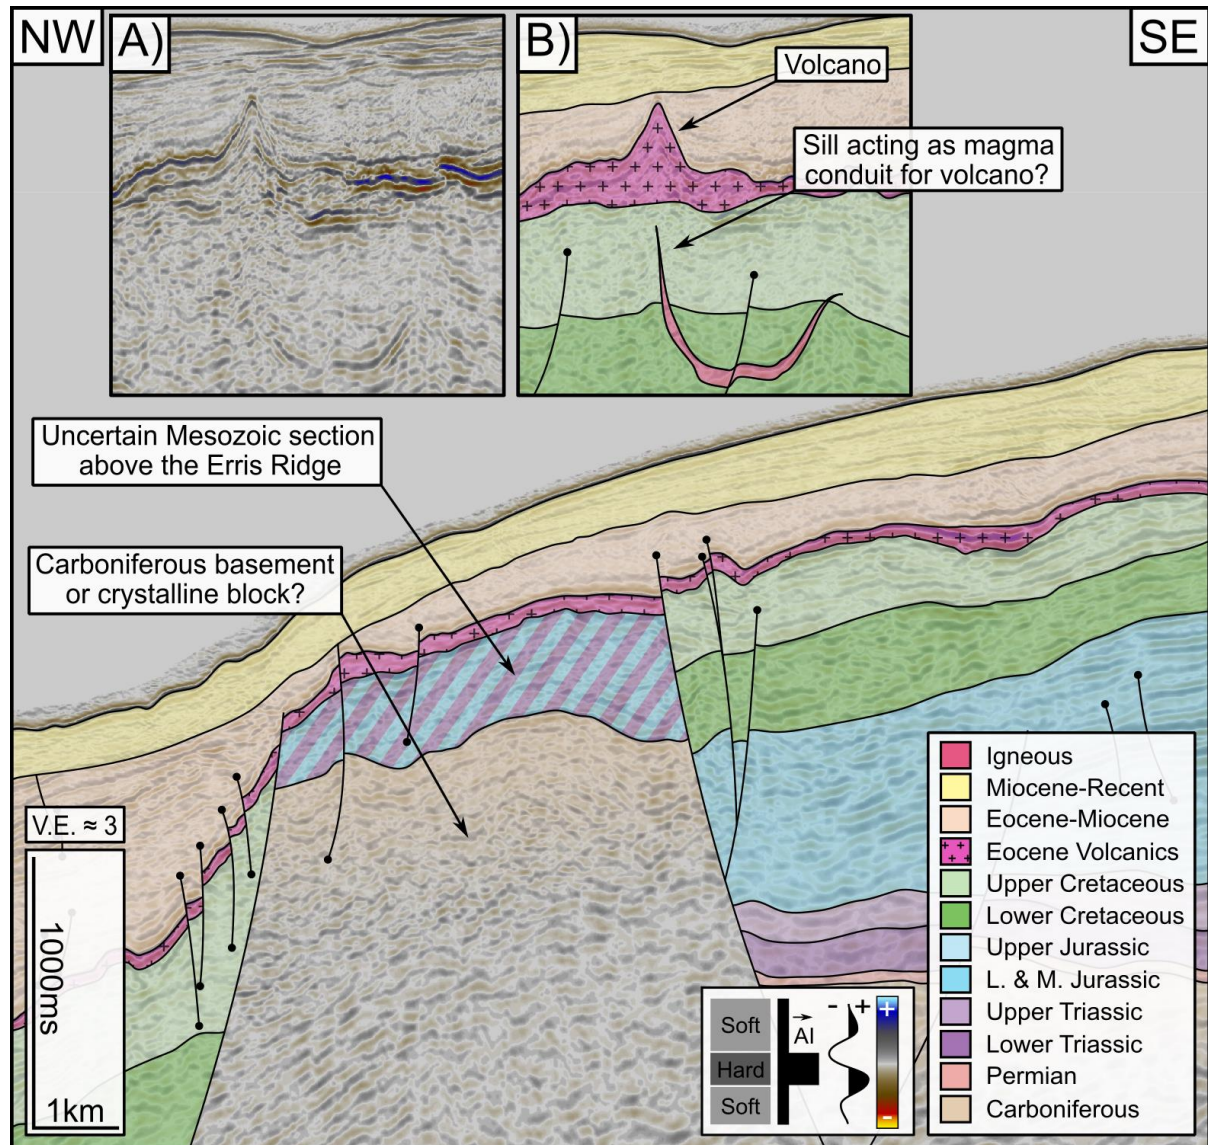 NW
A)
B)
SE
Volcano
Sill acting as magma
conduit for volcano?
Uncertain Mesozoic section
above the Erris Ridge
Carboniferous basement
or crystalline block?
V.E. ≈ 3
1000ms
1km
Soft
Hard
Soft
AI
- +
+
-
Igneous
Miocene-Recent
Eocene-Miocene
Eocene Volcanics
Upper Cretaceous
Lower Cretaceous
Upper Jurassic
L. & M. Jurassic
Upper Triassic
Lower Triassic
Permian
Carboniferous